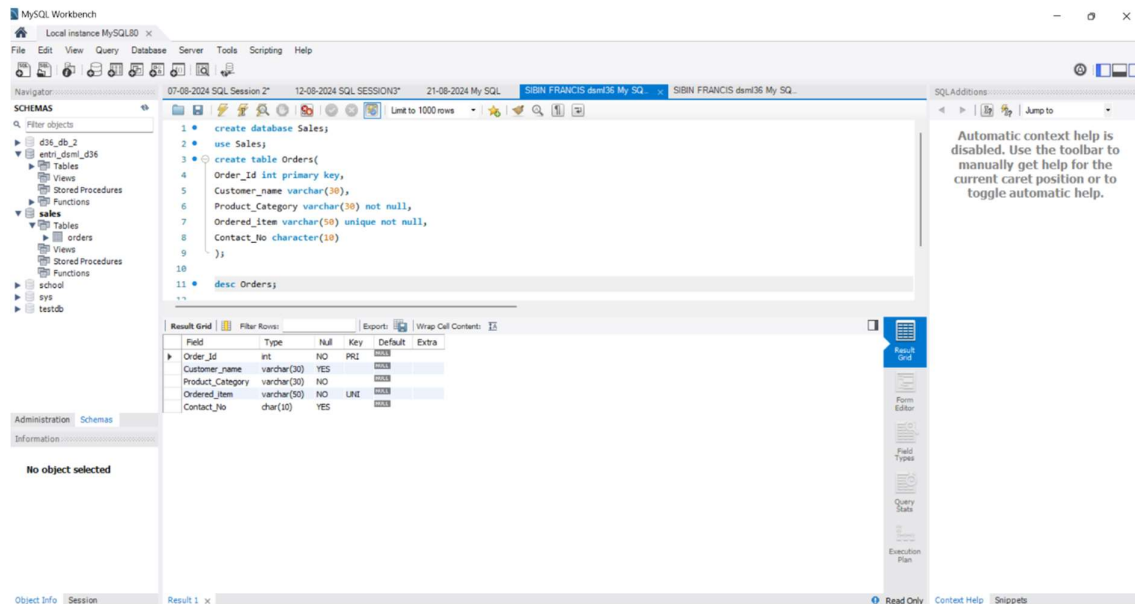 MySQL Workbench
Local instance MySQL80 ×
File Edit View Query Database Server Tools Scripting Help
Navigator
SCHEMAS
Filter objects
d36_db_2
entri_dsml_d36
Tables
Views
Stored Procedures
Functions
sales
Tables
orders
Views
Stored Procedures
Functions
school
sys
testdb
Administration Schemas
Information
No object selected
Object Info Session
07-08-2024 SQL Session 2* 12-08-2024 SQL SESSION3* 21-08-2024 My SQL SIBIN FRANCIS dsml36 My SQ... × SIBIN FRANCIS dsml36 My SQ...
Limit to 1000 rows
1 create database Sales;
2 use Sales;
3 create table Orders(
4 Order_Id int primary key,
5 Customer_name varchar(30),
6 Product_Category varchar(30) not null,
7 Ordered_item varchar(50) unique not null,
8 Contact_No character(10)
9 );
10
11 desc Orders;
12
Result Grid Filter Rows: Export: Wrap Cell Content:
Field Type Null Key Default Extra
Order_Id int NO PRI NULL
Customer_name varchar(30) YES NULL
Product_Category varchar(30) NO NULL
Ordered_item varchar(50) NO UNI NULL
Contact_No char(10) YES NULL
Result Grid
Form Editor
Field Types
Query Stats
Execution Plan
Result 1 × Read Only
SQLAdditions
Jump to
Automatic context help is
disabled. Use the toolbar to
manually get help for the
current caret position or to
toggle automatic help.
Context Help Snippets